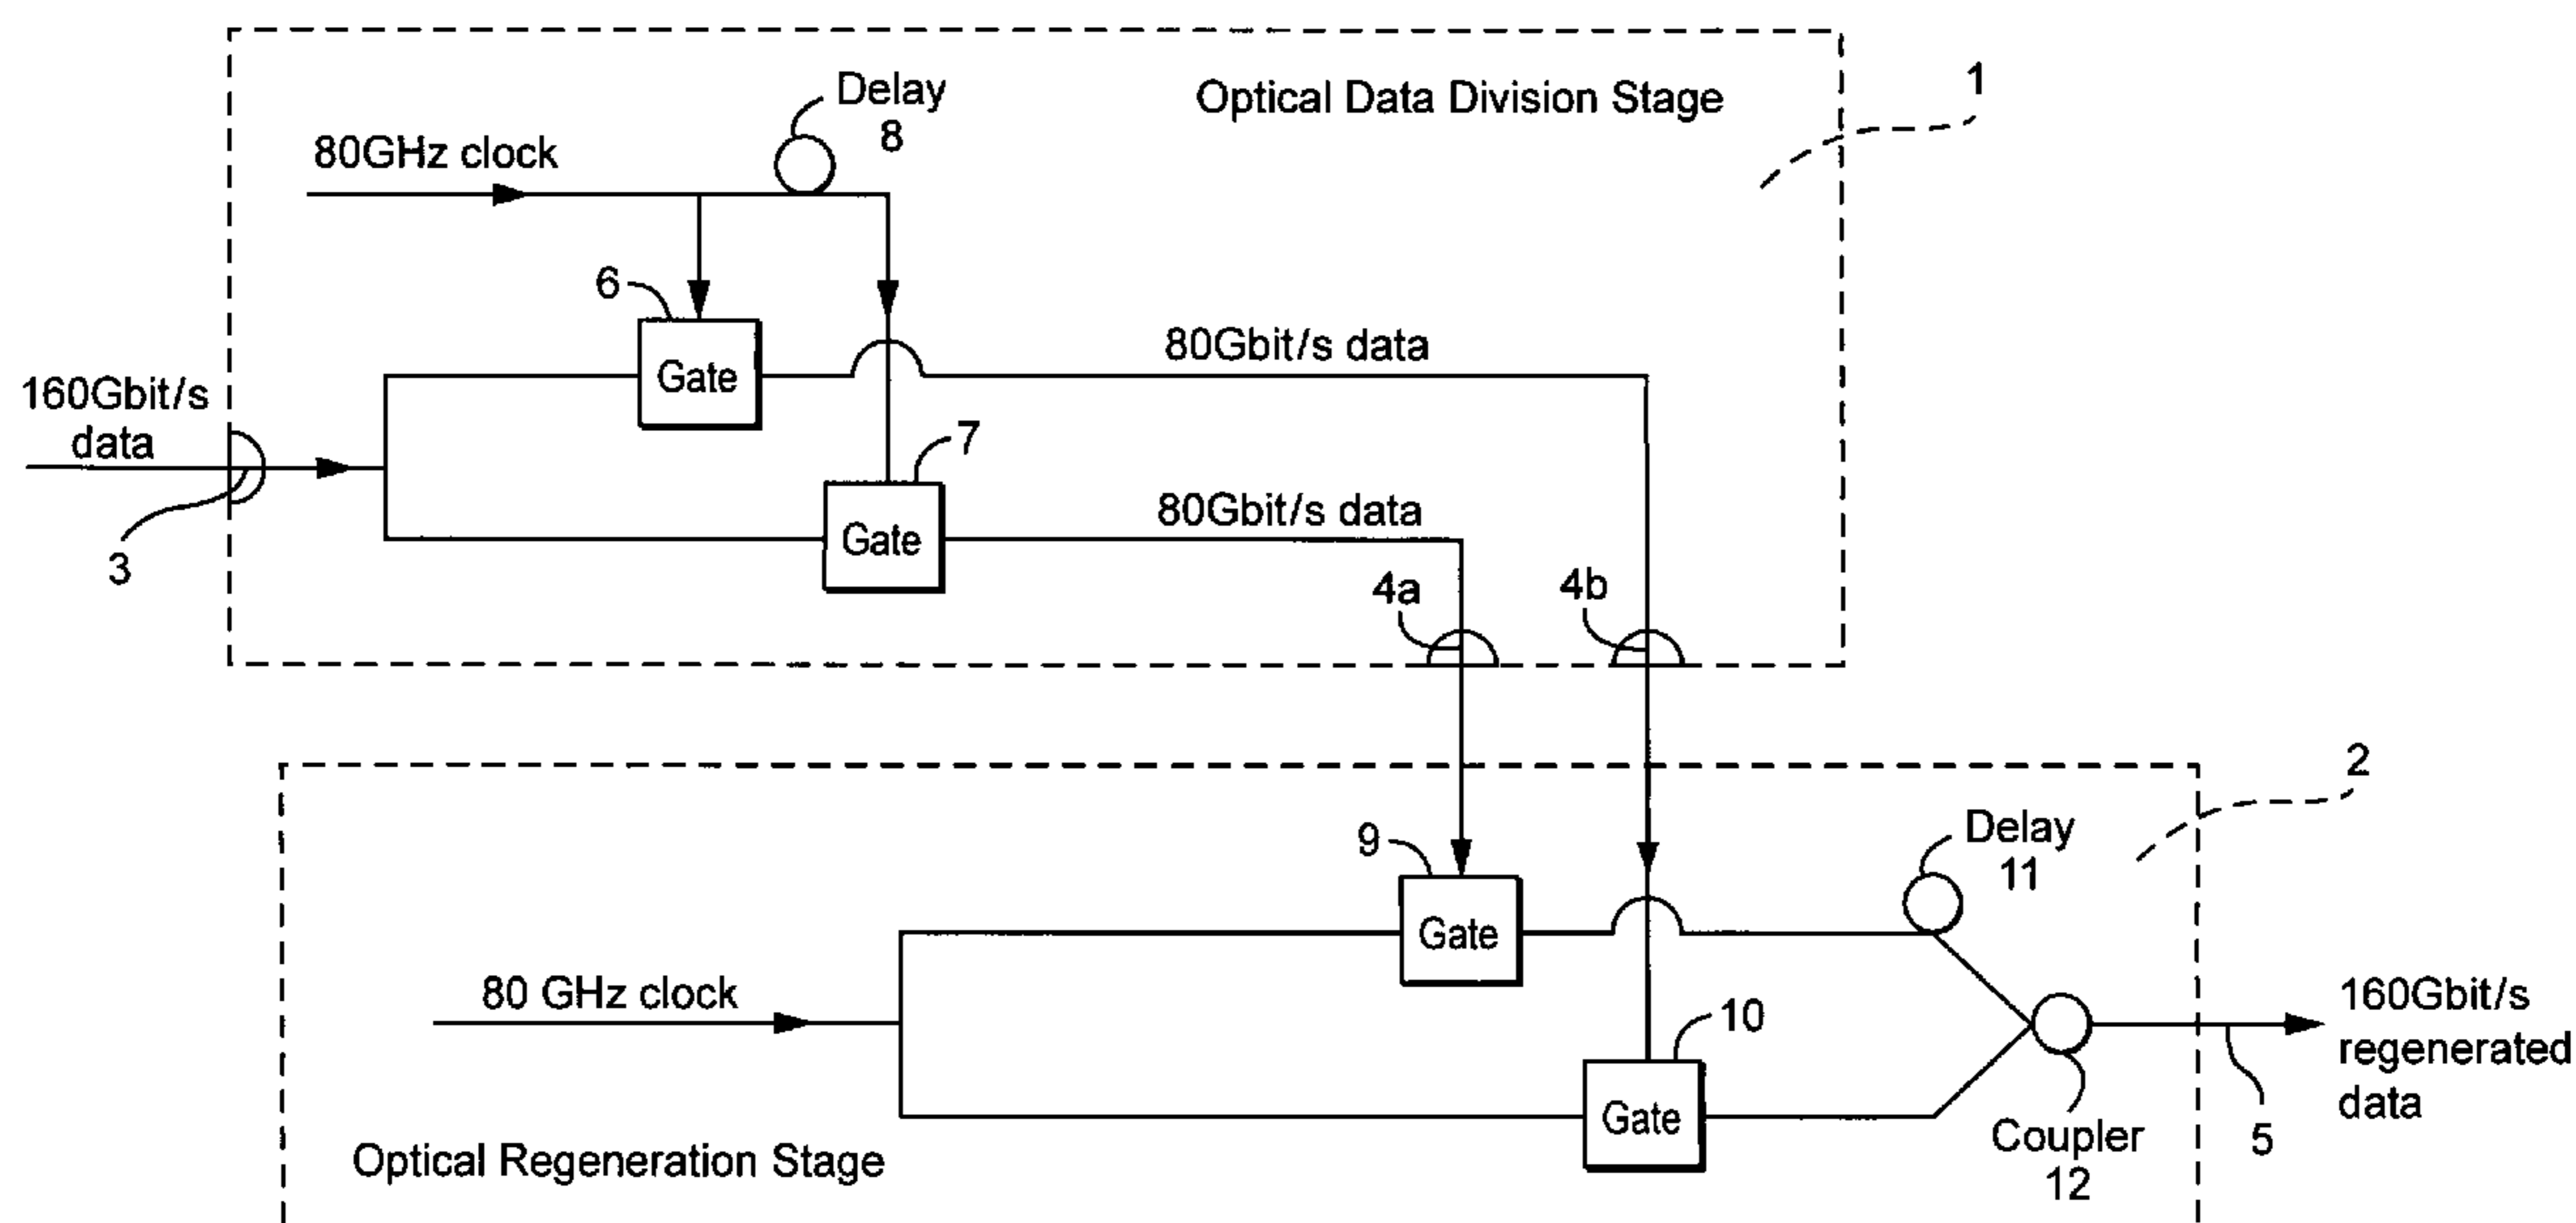 Optical Data Division Stage
1
Delay
8
80GHz clock
6
Gate
80Gbit/s data
160Gbit/s
data
3
7
Gate
80Gbit/s data
4a
4b
2
9
Gate
Delay
11
80 GHz clock
10
Gate
160Gbit/s
regenerated
data
5
Coupler
12
Optical Regeneration Stage